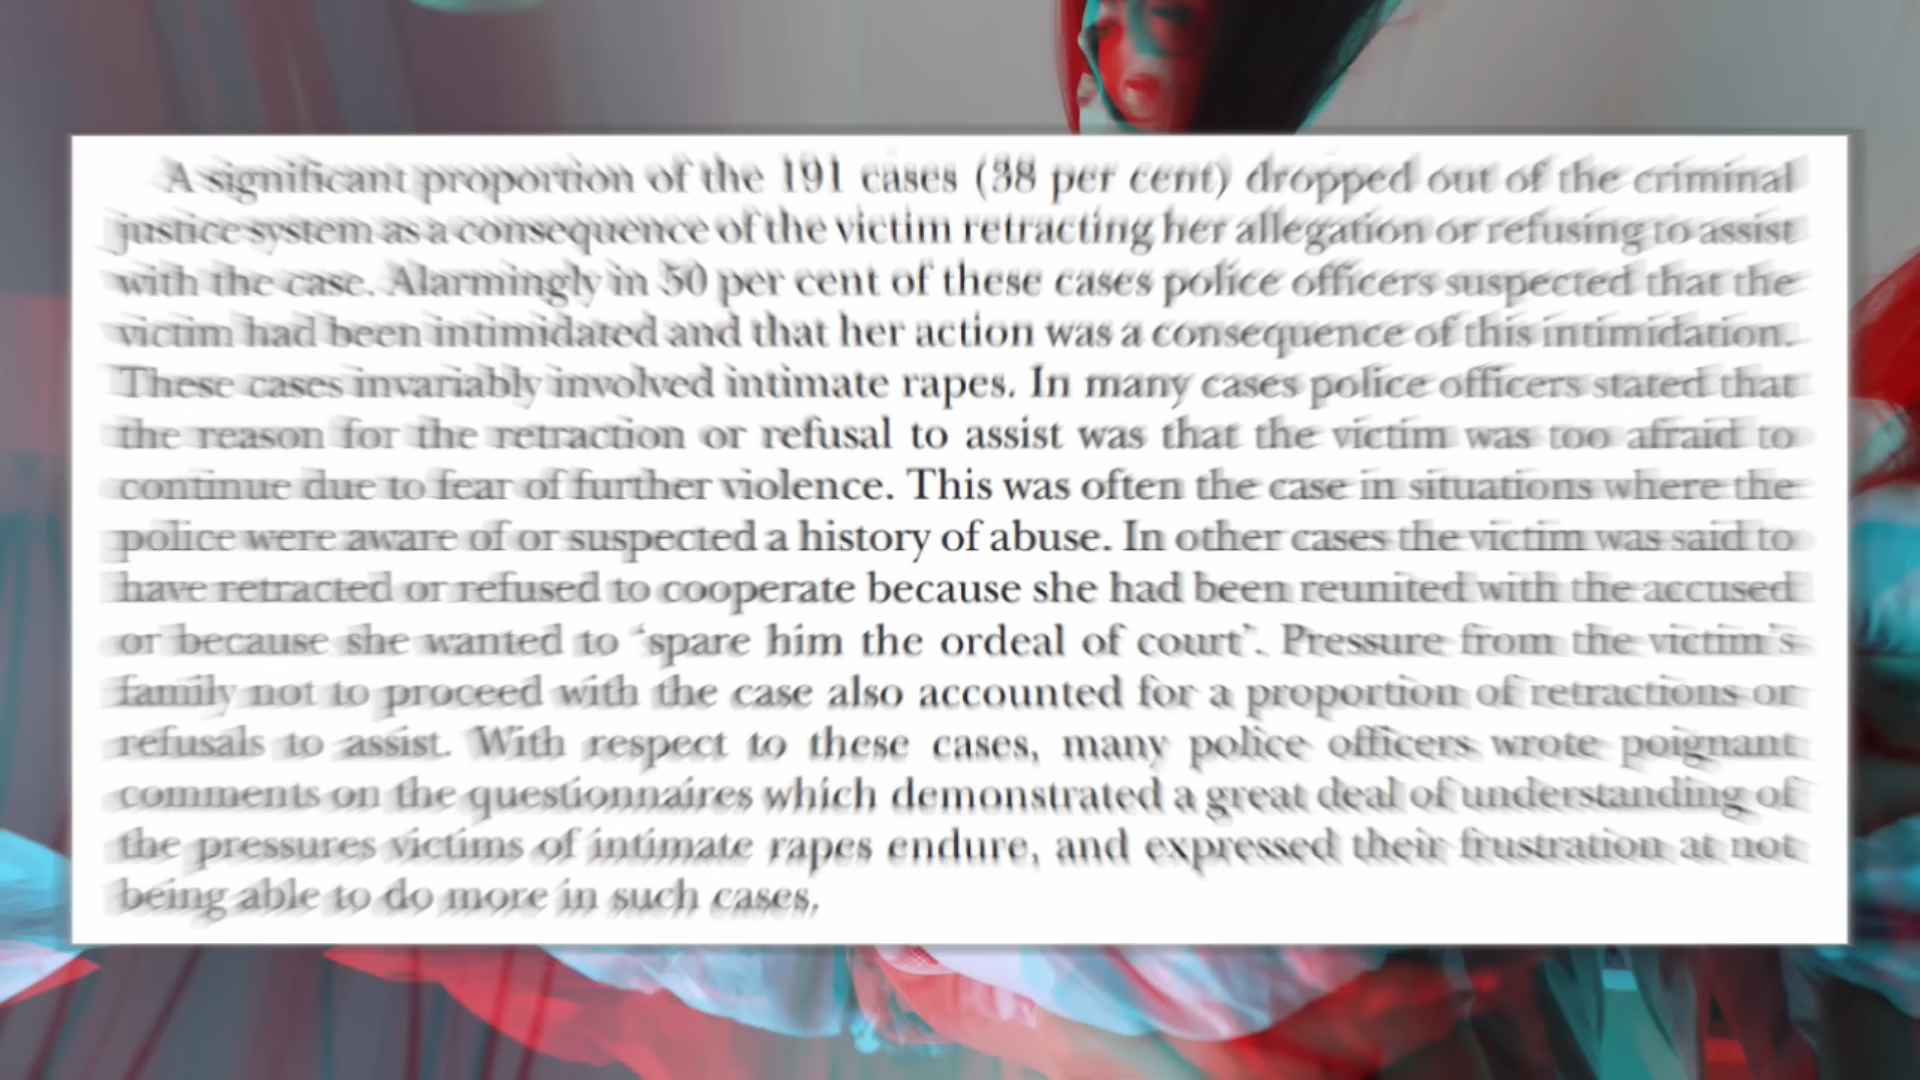 A significant proportion of the 191 cases (38 per cent) dropped out of the criminal
justice system as a consequence of the victim retracting her allegation or refusing to assist
with the case. Alarmingly in 50 per cent of these cases police officers suspected that the
victim had been intimidated and that her action was a consequence of this intimidation.
These cases invariably involved intimate rapes. In many cases police officers stated that
the reason for the retraction or refusal to assist was that the victim was too afraid to
continue due to fear of further violence. This was often the case in situations where the
police were aware of or suspected a history of abuse. In other cases the victim was said to
have retracted or refused to cooperate because she had been reunited with the accused
or because she wanted to ‘spare him the ordeal of court’. Pressure from the victim’s
family not to proceed with the case also accounted for a proportion of retractions or
refusals to assist. With respect to these cases, many police officers wrote poignant
comments on the questionnaires which demonstrated a great deal of understanding of
the pressures victims of intimate rapes endure, and expressed their frustration at not
being able to do more in such cases.